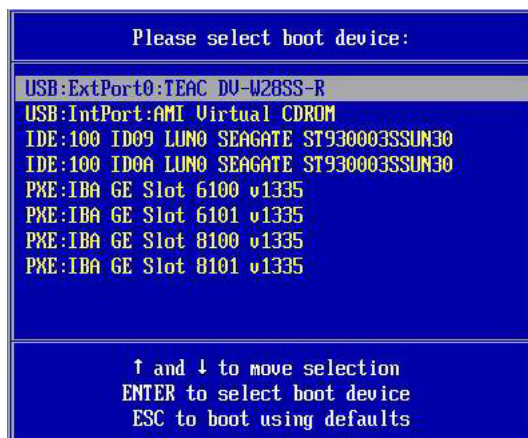 Please select boot device:
USB:ExtPort0:TEAC DV-W28SS-R
USB:IntPort:AMI Virtual CDROM
IDE:100 ID09 LUN0 SEAGATE ST930003SSUN30
IDE:100 ID0A LUN0 SEAGATE ST930003SSUN30
PXE:IBA GE Slot 6100 v1335
PXE:IBA GE Slot 6101 v1335
PXE:IBA GE Slot 8100 v1335
PXE:IBA GE Slot 8101 v1335
↑ and ↓ to move selection
ENTER to select boot device
ESC to boot using defaults